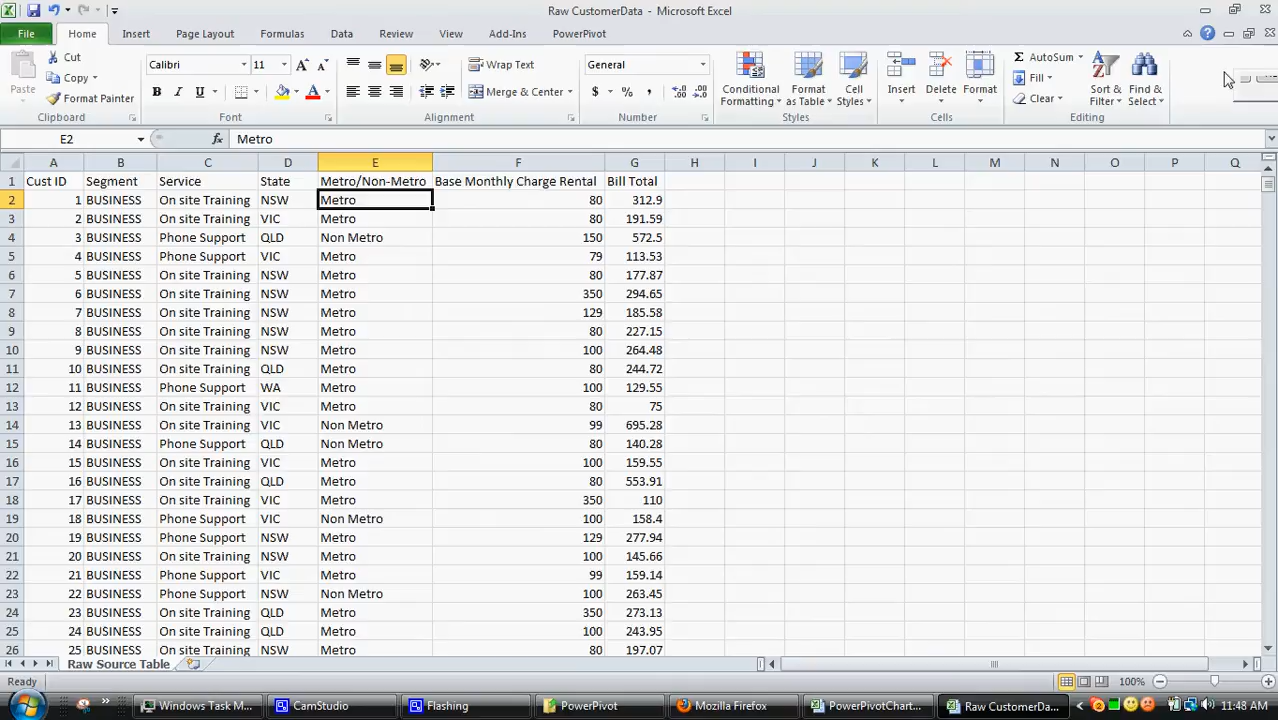 Raw CustomerData - Microsoft Excel
File Home Insert Page Layout Formulas Data Review View Add-Ins PowerPivot
Cut Calibri 11 Wrap Text General AutoSum
Paste Copy Conditional Formatting Format as Table Cell Styles Insert Delete Format Fill Sort & Filter Find & Select
Format Painter B I U A Merge & Center $ % , Clear
Clipboard Font Alignment Number Styles Cells Editing
E2 fx Metro
A B C D E F G H I J K L M N O P Q
1 Cust ID Segment Service State Metro/Non-Metro Base Monthly Charge Rental Bill Total
2 1 BUSINESS On site Training NSW Metro 80 312.9
3 2 BUSINESS On site Training VIC Metro 80 191.59
4 3 BUSINESS Phone Support QLD Non Metro 150 572.5
5 4 BUSINESS Phone Support VIC Metro 79 113.53
6 5 BUSINESS On site Training NSW Metro 80 177.87
7 6 BUSINESS On site Training NSW Metro 350 294.65
8 7 BUSINESS On site Training NSW Metro 129 185.58
9 8 BUSINESS On site Training NSW Metro 80 227.15
10 9 BUSINESS On site Training NSW Metro 100 264.48
11 10 BUSINESS On site Training QLD Metro 80 244.72
12 11 BUSINESS Phone Support WA Metro 100 129.55
13 12 BUSINESS On site Training VIC Metro 80 75
14 13 BUSINESS On site Training VIC Non Metro 99 695.28
15 14 BUSINESS Phone Support QLD Non Metro 80 140.28
16 15 BUSINESS On site Training VIC Metro 100 159.55
17 16 BUSINESS On site Training QLD Metro 80 553.91
18 17 BUSINESS On site Training VIC Metro 350 110
19 18 BUSINESS Phone Support VIC Non Metro 100 158.4
20 19 BUSINESS Phone Support NSW Metro 129 277.94
21 20 BUSINESS On site Training NSW Metro 100 145.66
22 21 BUSINESS Phone Support VIC Metro 99 159.14
23 22 BUSINESS Phone Support NSW Non Metro 100 263.45
24 23 BUSINESS On site Training QLD Metro 350 273.13
25 24 BUSINESS On site Training QLD Metro 100 243.95
26 25 BUSINESS On site Training VIC Metro 80 197.07
Raw Source Table
Ready 100%
Windows Task M... CamStudio Flashing PowerPivot Mozilla Firefox PowerPivotChart... Raw CustomerDa... 11:48 AM